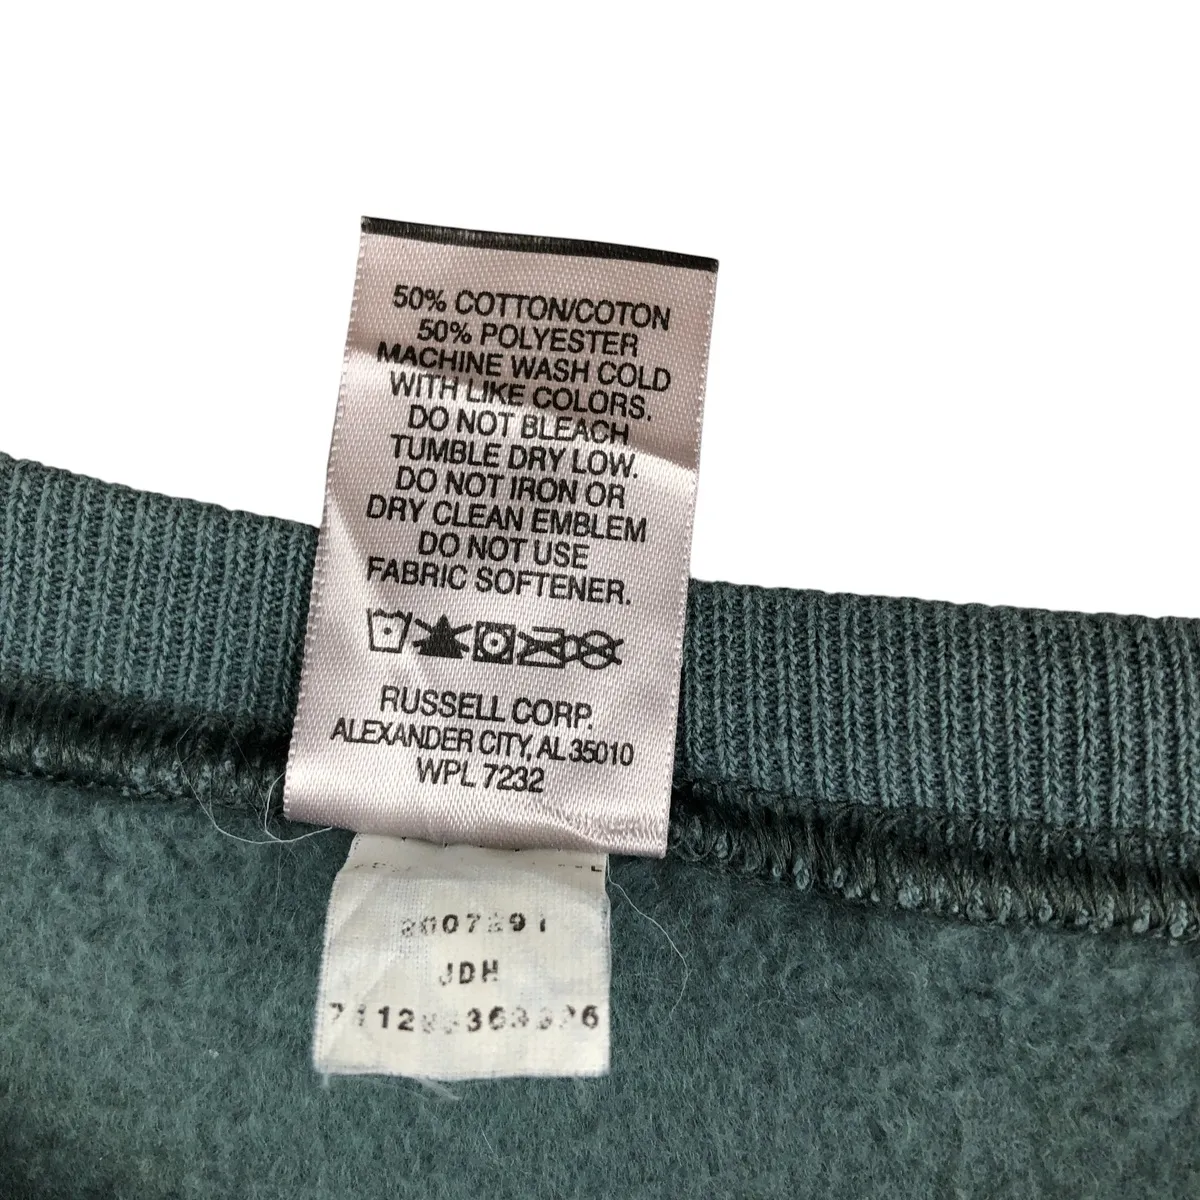 50% COTTON/COTON
50% POLYESTER
MACHINE WASH COLD
WITH LIKE COLORS.
DO NOT BLEACH
TUMBLE DRY LOW.
DO NOT IRON OR
DRY CLEAN EMBLEM
DO NOT USE
FABRIC SOFTENER.
RUSSELL CORP.
ALEXANDER CITY, AL 35010
WPL 7232
JDH